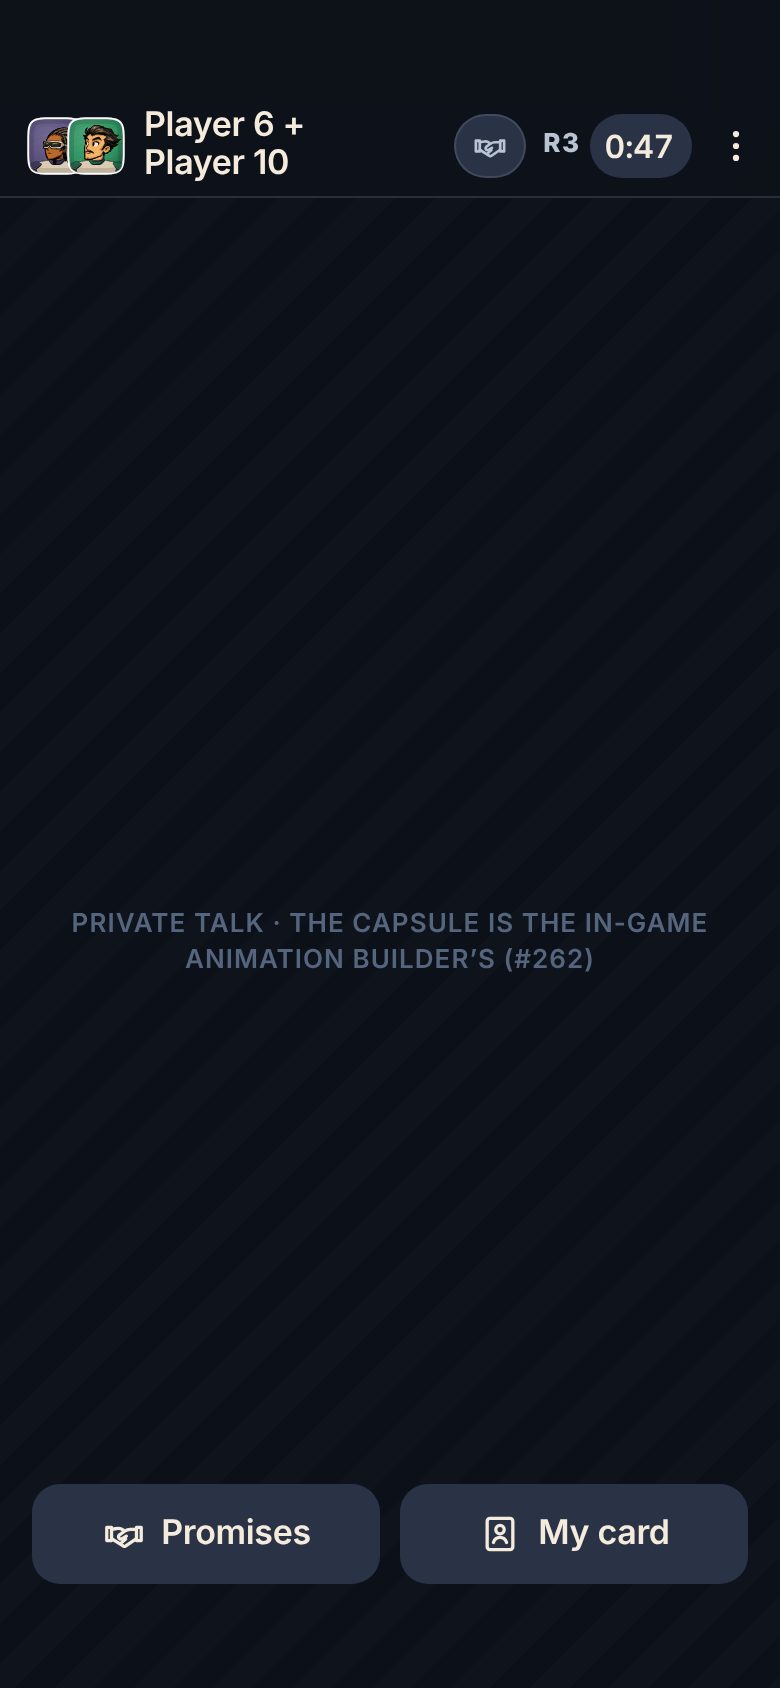 Player 6 +
Player 10
R3
0:47
PRIVATE TALK · THE CAPSULE IS THE IN-GAME
ANIMATION BUILDER’S (#262)
Promises
My card